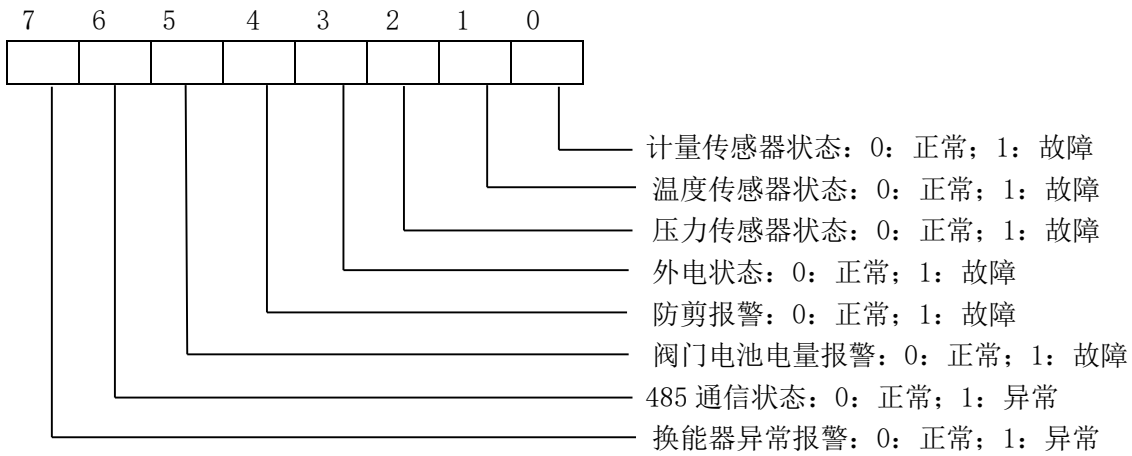 7 6 5 4 3 2 1 0
计量传感器状态：0：正常；1：故障
温度传感器状态：0：正常；1：故障
压力传感器状态：0：正常；1：故障
外电状态：0：正常；1：故障
防剪报警：0：正常；1：故障
阀门电池电量报警：0：正常；1：故障
485 通信状态：0：正常；1：异常
换能器异常报警：0：正常；1：异常